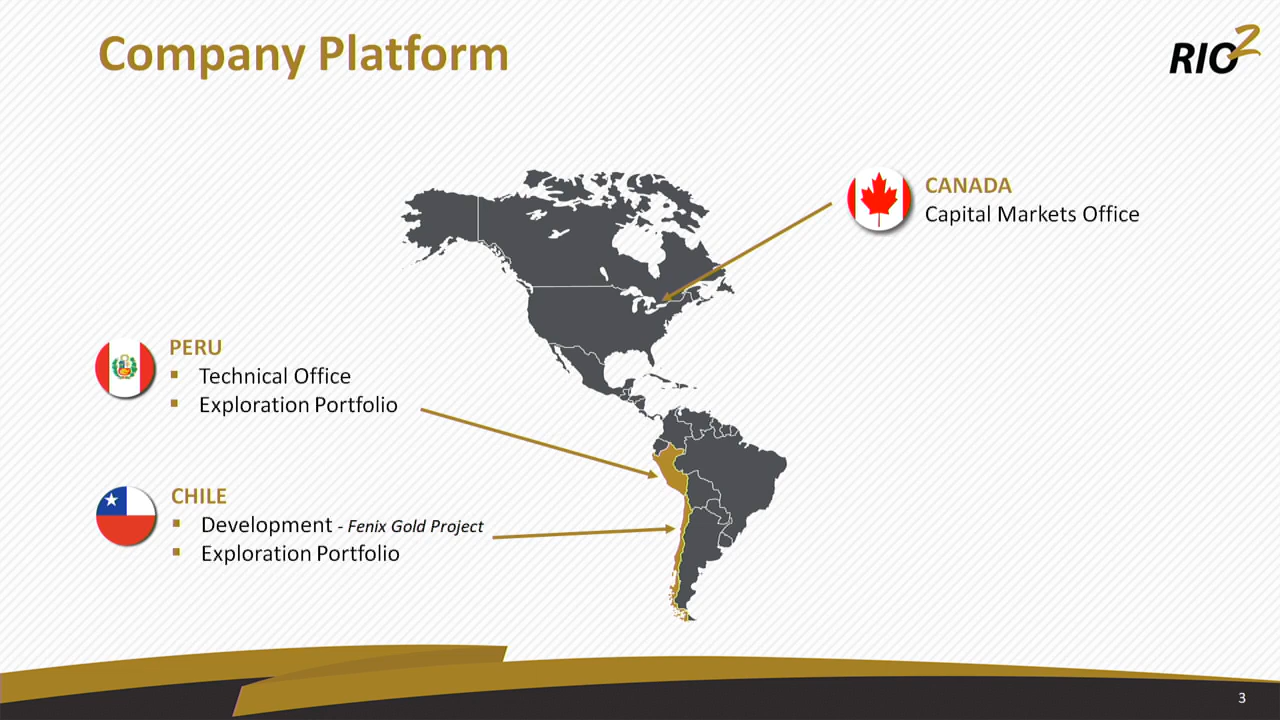 Company Platform
RIO2
CANADA
Capital Markets Office
PERU
▪ Technical Office
▪ Exploration Portfolio
CHILE
▪ Development - Fenix Gold Project
▪ Exploration Portfolio
3